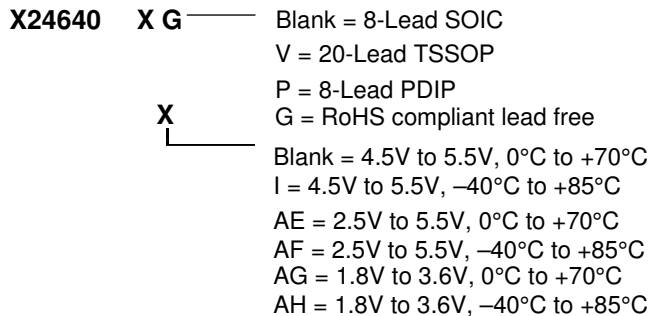 X24640 X G Blank = 8-Lead SOIC
V = 20-Lead TSSOP
P = 8-Lead PDIP
G = RoHS compliant lead free
X
Blank = 4.5V to 5.5V, 0°C to +70°C
I = 4.5V to 5.5V, –40°C to +85°C
AE = 2.5V to 5.5V, 0°C to +70°C
AF = 2.5V to 5.5V, –40°C to +85°C
AG = 1.8V to 3.6V, 0°C to +70°C
AH = 1.8V to 3.6V, –40°C to +85°C